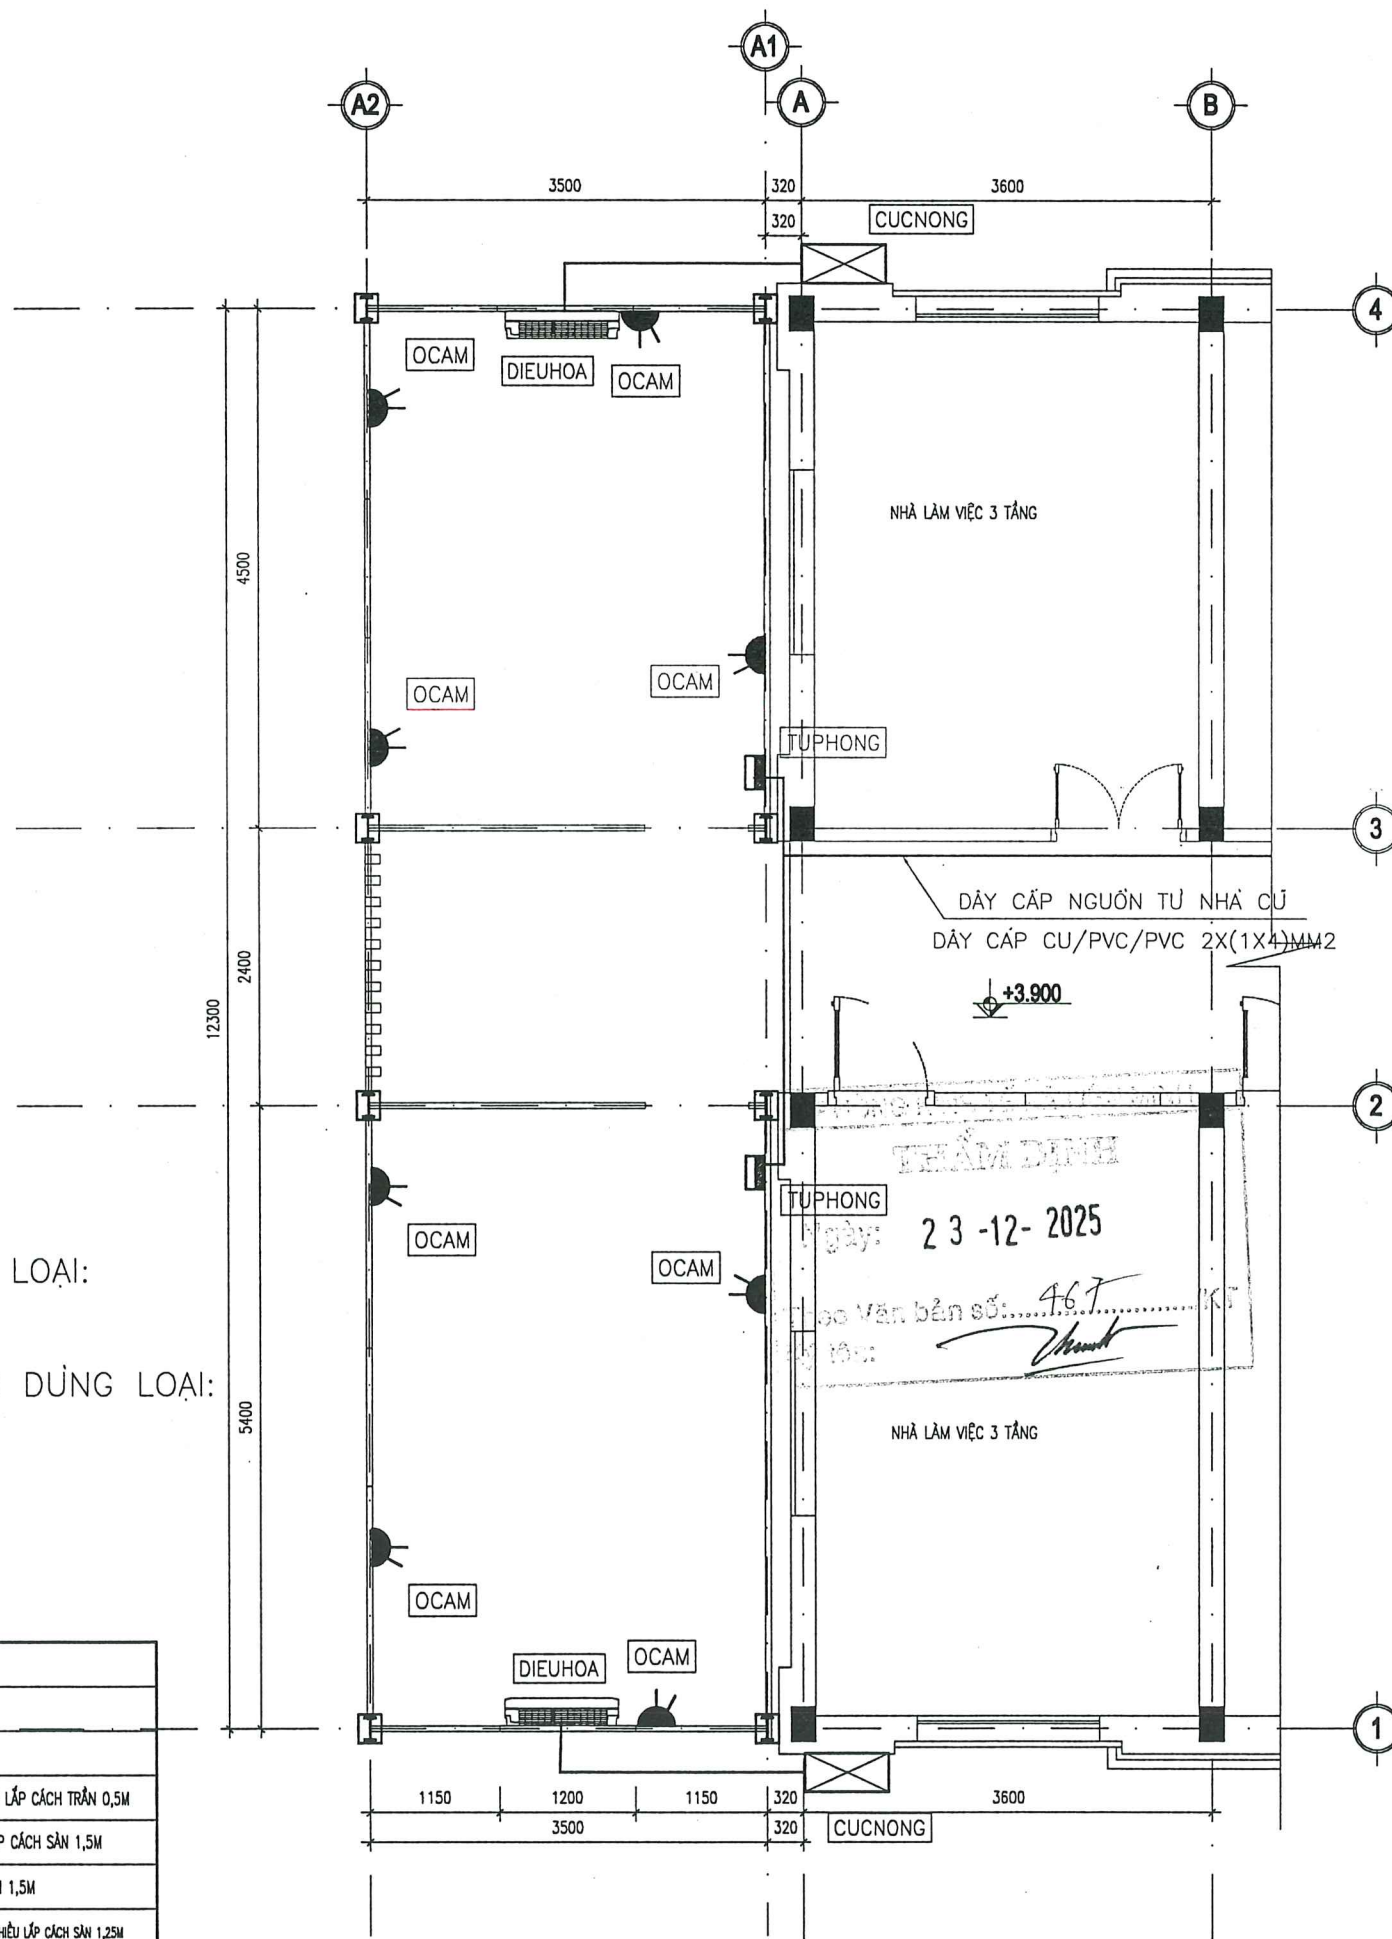 A1
A2
A
B
3500
320
3600
320
CUCNONG
4
OCAM
DIEUHOA
OCAM
NHÀ LÀM VIỆC 3 TẦNG
4500
OCAM
OCAM
TUPHONG
3
DÂY CÁP NGUỒN TỪ NHÀ CŨ
DÂY CÁP CU/PVC/PVC 2X(1X4)MM2
2400
+3.900
12300
2
THẨM ĐỊNH
TUPHONG
Ngày: 23-12-2025
OCAM
OCAM
LOẠI:
Văn bản số: 467 /KT
DÙNG LOẠI:
5400
NHÀ LÀM VIỆC 3 TẦNG
OCAM
DIEUHOA
OCAM
1
LẮP CÁCH TRẦN 0,5M
1150
1200
1150
320
3600
3500
320
CUCNONG
P CÁCH SÀN 1,5M
1,5M
LẮP CÁCH SÀN 1,25M